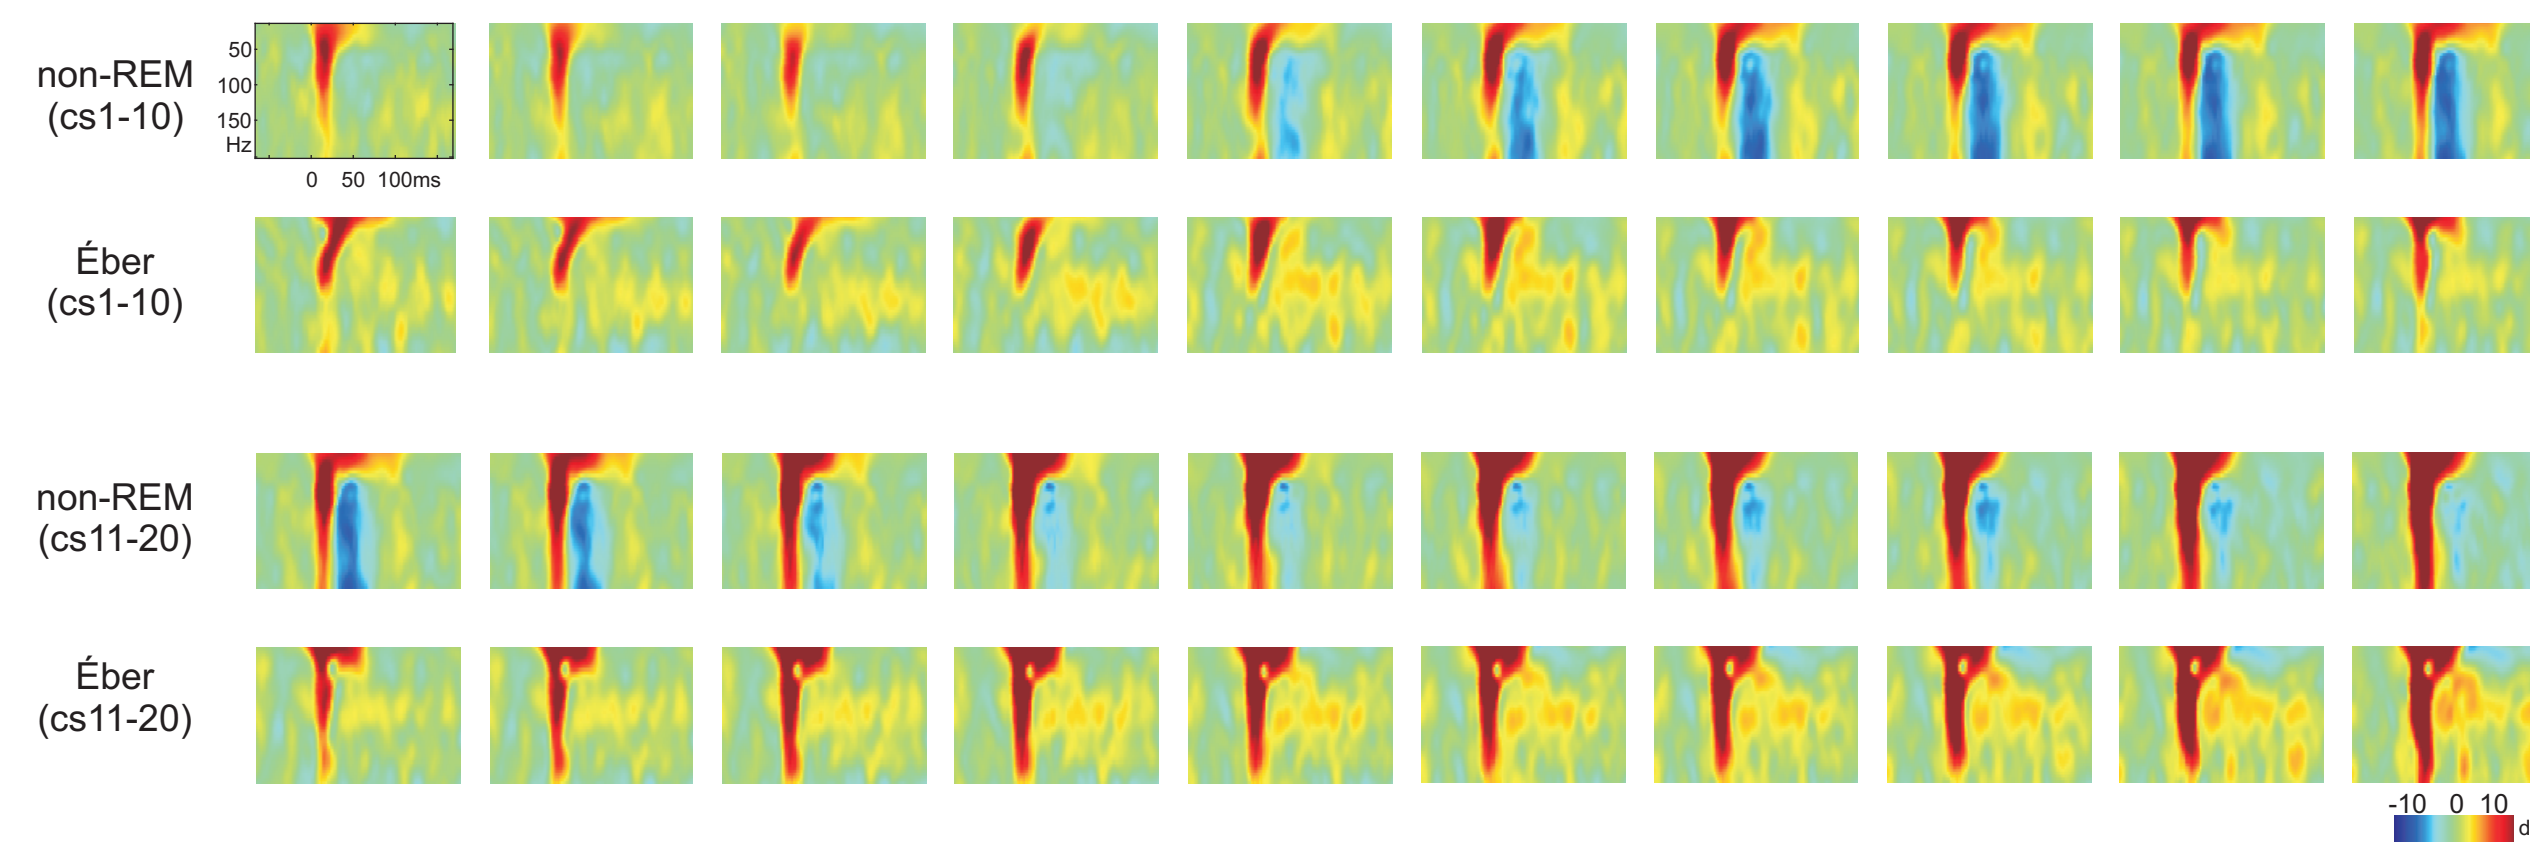 non-REM
(cs1-10)
50
100
150
Hz
0 50 100ms
Éber
(cs1-10)
non-REM
(cs11-20)
Éber
(cs11-20)
-10 0 10
d